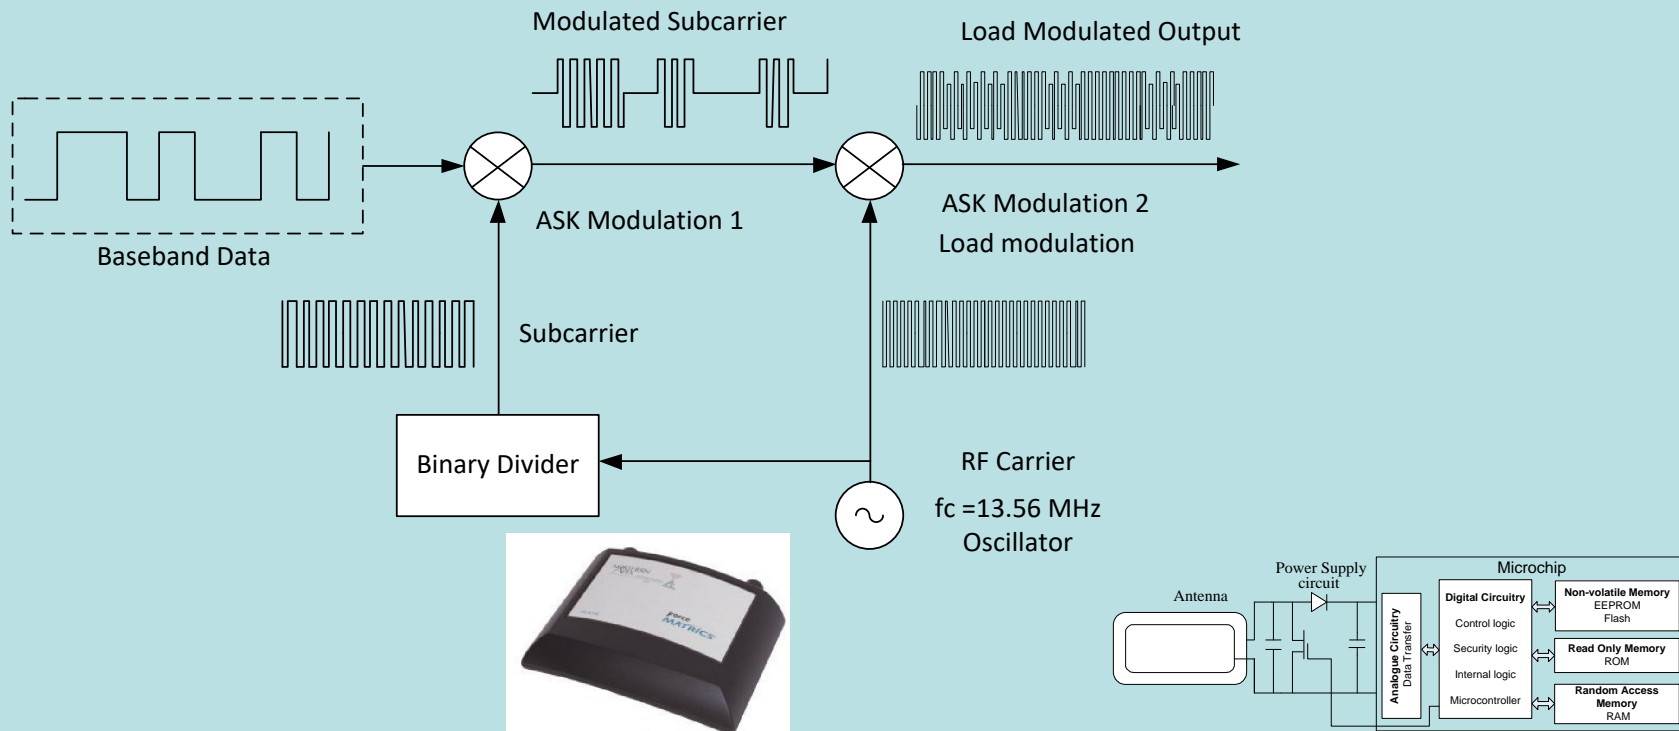 Modulated Subcarrier
Load Modulated Output
ASK Modulation 1
ASK Modulation 2
Load modulation
Baseband Data
Subcarrier
Binary Divider
RF Carrier
fc =13.56 MHz
Oscillator
force
MATRICS
Antenna
Power Supply
circuit
Microchip
Analogue Circuitry
Data Transfer
Digital Circuitry
Control logic
Security logic
Internal logic
Microcontroller
Non-volatile Memory
EEPROM
Flash
Read Only Memory
ROM
Random Access
Memory
RAM